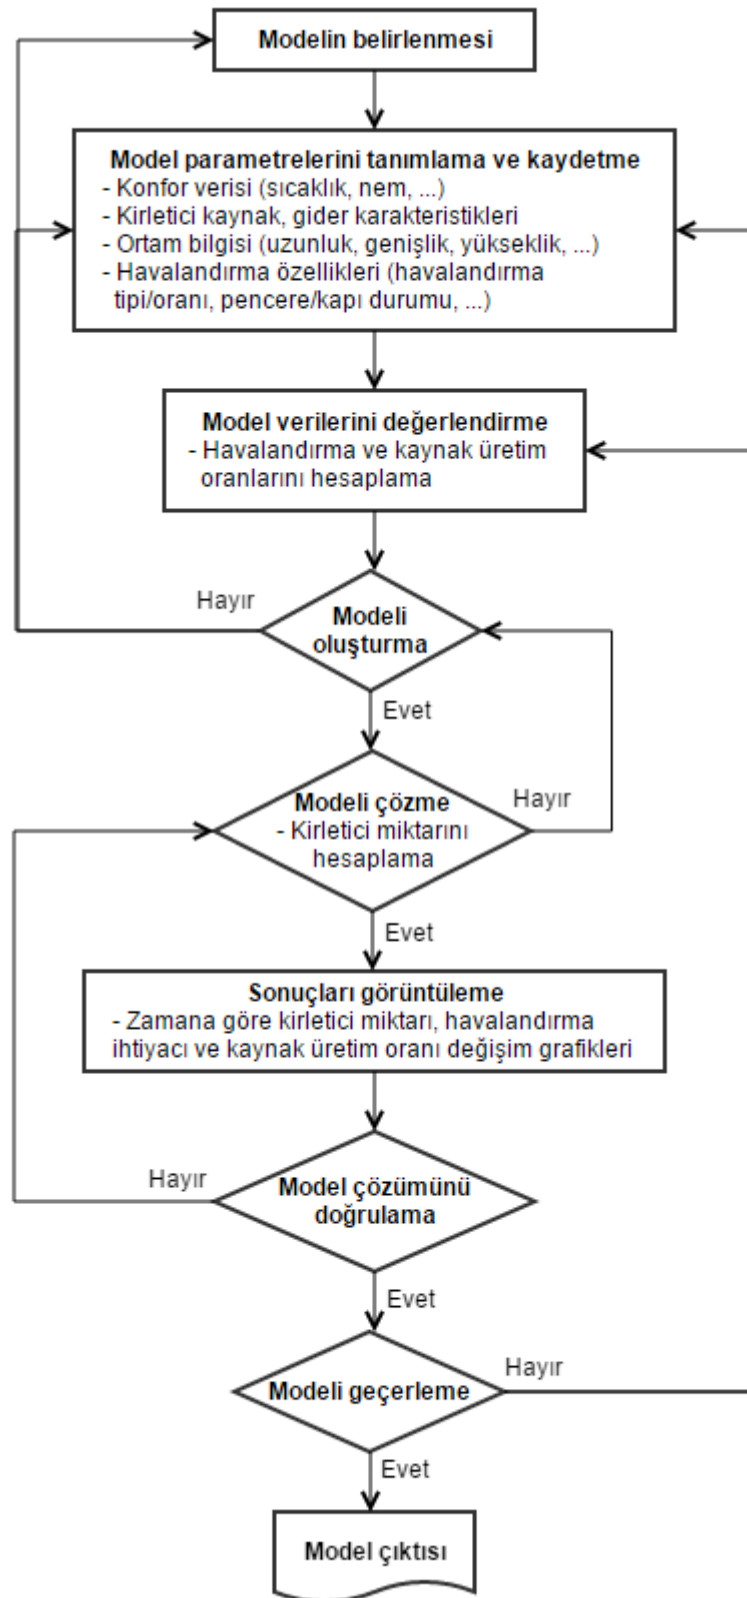 Modelin belirlenmesi
Model parametrelerini tanımlama ve kaydetme
- Konfor verisi (sıcaklık, nem, ...)
- Kirletici kaynak, gider karakteristikleri
- Ortam bilgisi (uzunluk, genişlik, yükseklik, ...)
- Havalandırma özellikleri (havalandırma
tipi/oranı, pencere/kapı durumu, ...)
Model verilerini değerlendirme
- Havalandırma ve kaynak üretim
oranlarını hesaplama
Hayır
Modeli
oluşturma
Evet
Modeli çözme
- Kirletici miktarını
hesaplama
Hayır
Evet
Sonuçları görüntüleme
- Zamana göre kirletici miktarı, havalandırma
ihtiyacı ve kaynak üretim oranı değişim grafikleri
Hayır
Model çözümünü
doğrulama
Evet
Modeli geçerleme
Hayır
Evet
Model çıktısı